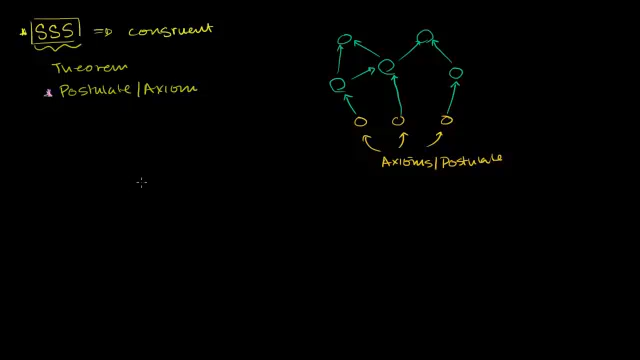 * SSS => congruent
Theorem
* Postulate/Axiom
Axioms/Postulate